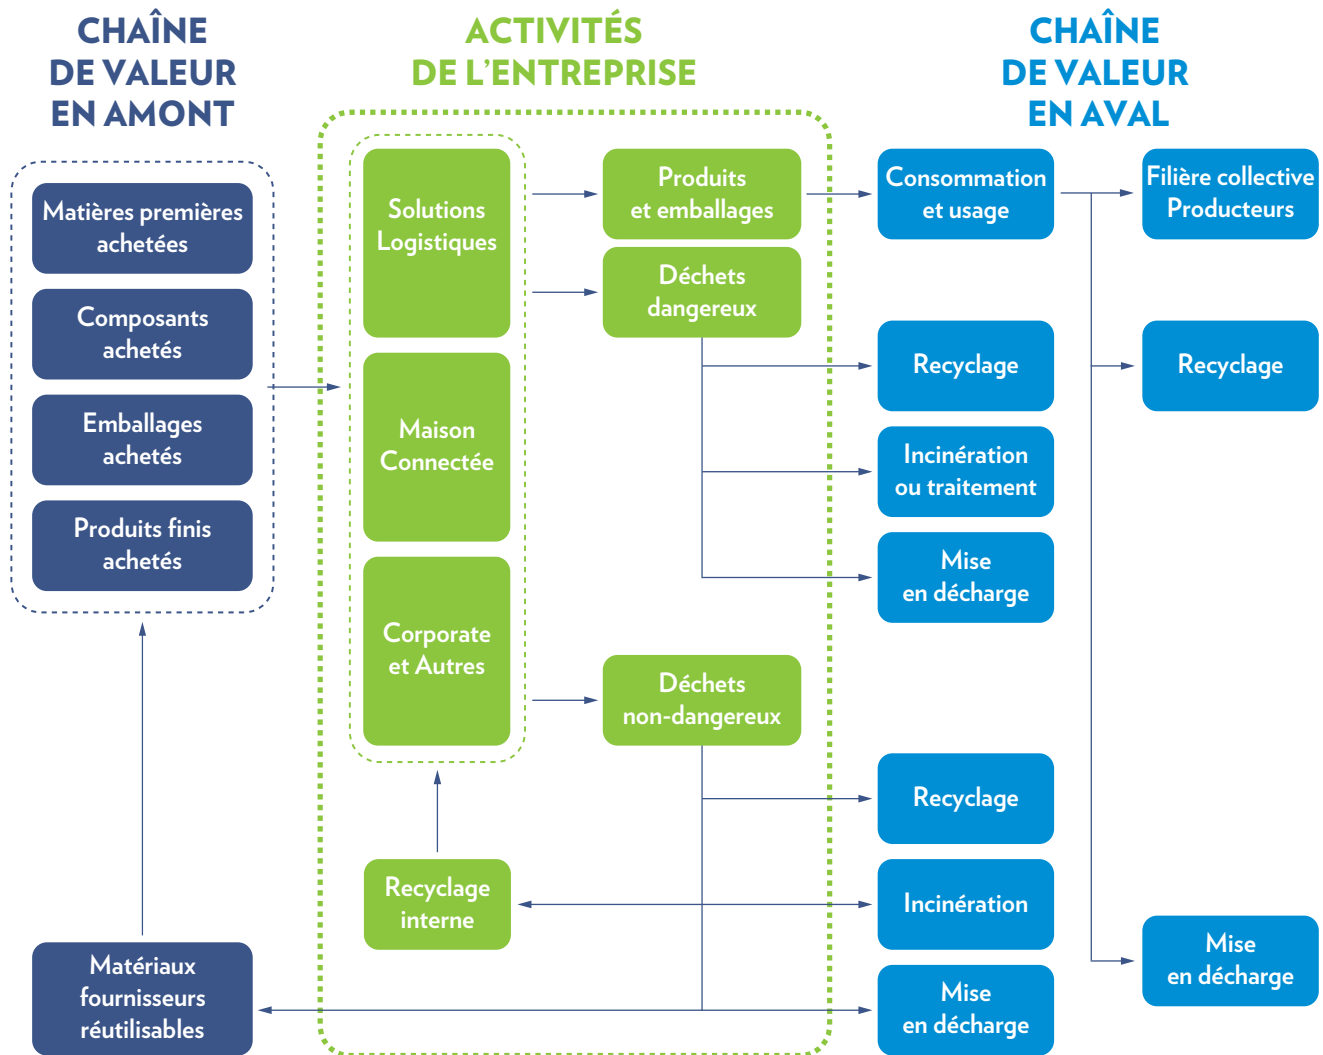 CHAÎNE
DE VALEUR
EN AMONT
ACTIVITÉS
DE L'ENTREPRISE
CHAÎNE
DE VALEUR
EN AVAL
Matières premières
achetées
Composants
achetés
Emballages
achetés
Produits finis
achetés
Matériaux
fournisseurs
réutilisables
Solutions
Logistiques
Maison
Connectée
Corporate
et Autres
Recyclage
interne
Produits
et emballages
Déchets
dangereux
Déchets
non-dangereux
Consommation
et usage
Recyclage
Incinération
ou traitement
Mise
en décharge
Recyclage
Incinération
Mise
en décharge
Filière collective
Producteurs
Recyclage
Mise
en décharge